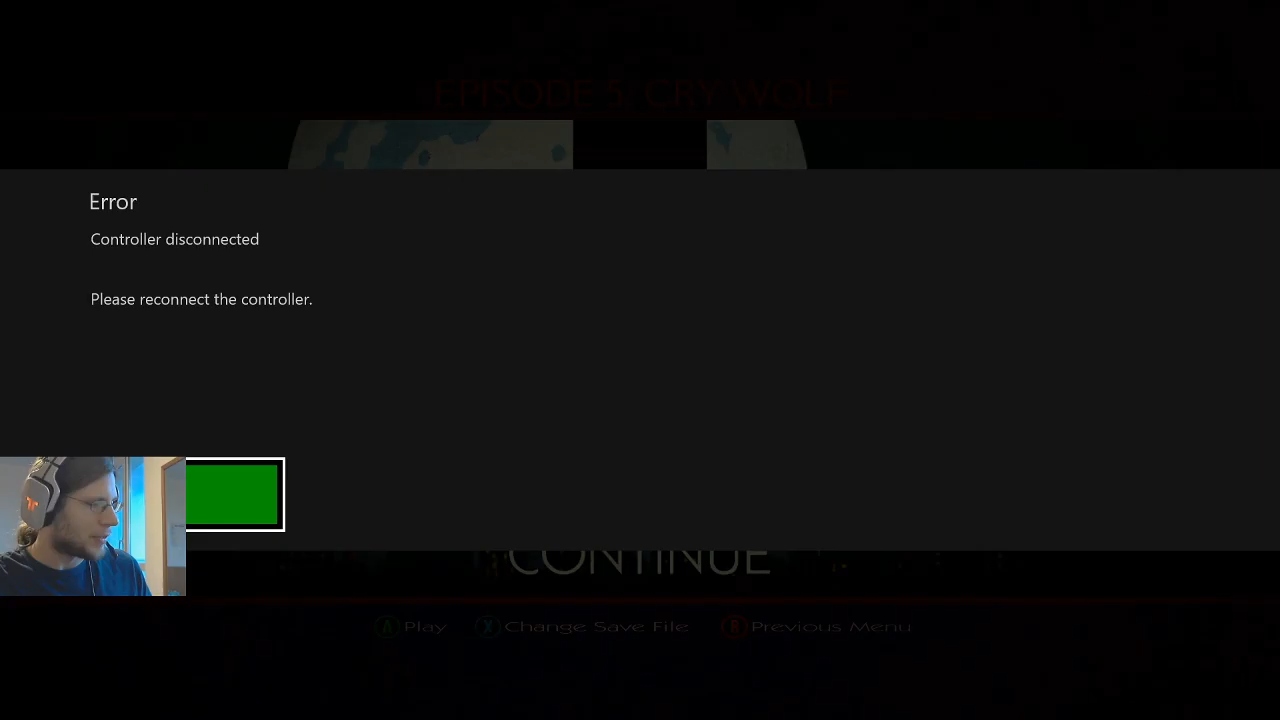 EPISODE 5: CRY WOLF
Error
Controller disconnected
Please reconnect the controller.
CONTINUE
A Play X Change Save File B Previous Menu